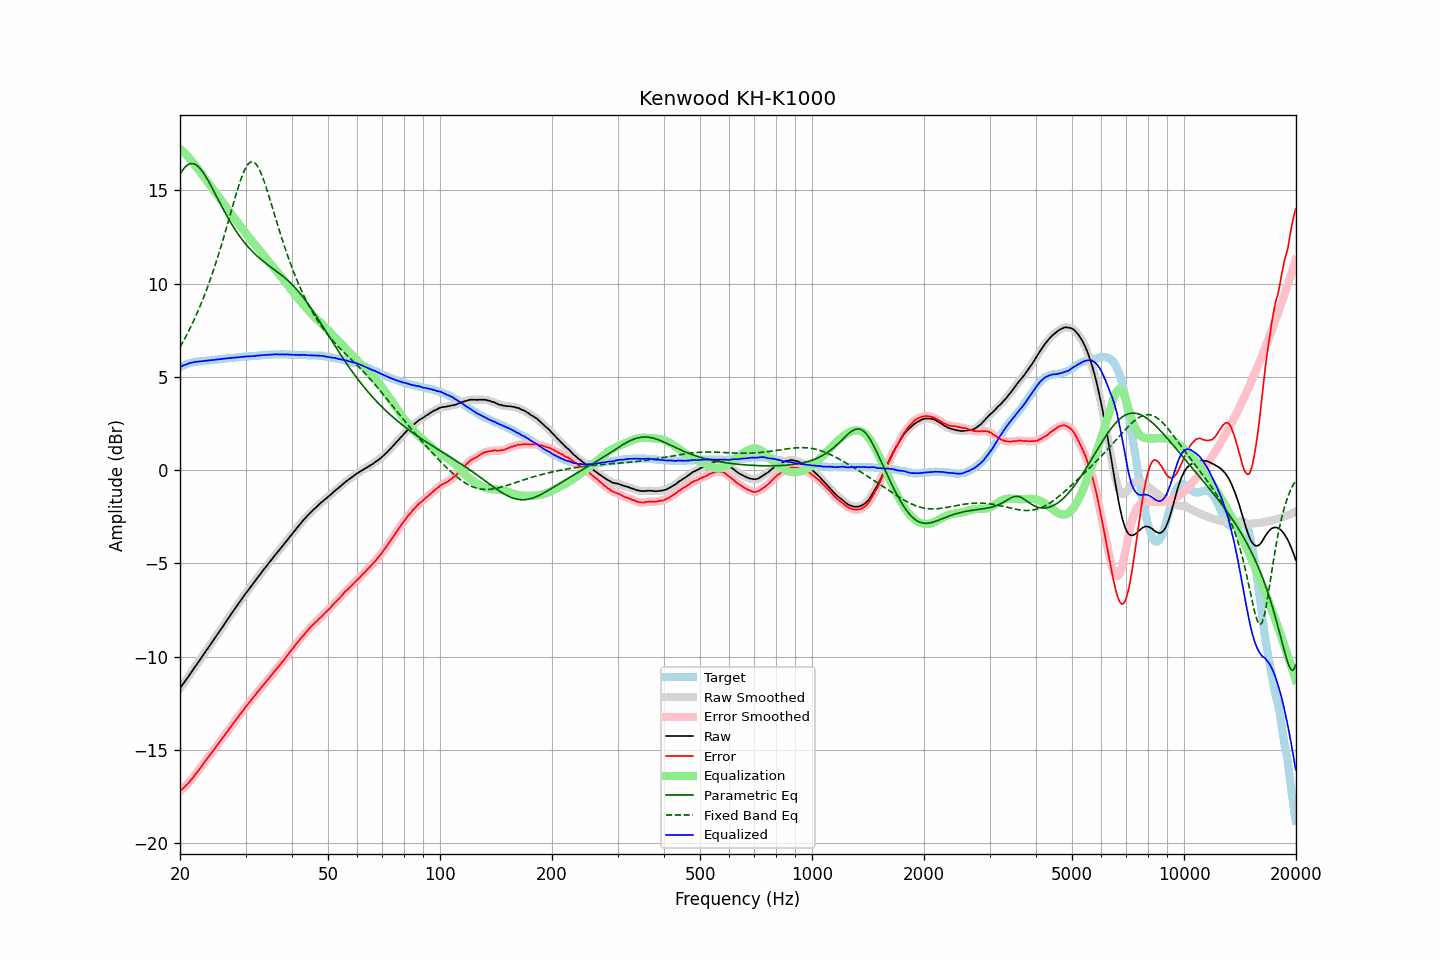 Kenwood KH-K1000
Amplitude (dBr)
15
10
5
0
−5
−10
−15
−20
Target
Raw Smoothed
Error Smoothed
Raw
Error
Equalization
Parametric Eq
Fixed Band Eq
Equalized
20
50
100
200
500
1000
2000
5000
10000
20000
Frequency (Hz)